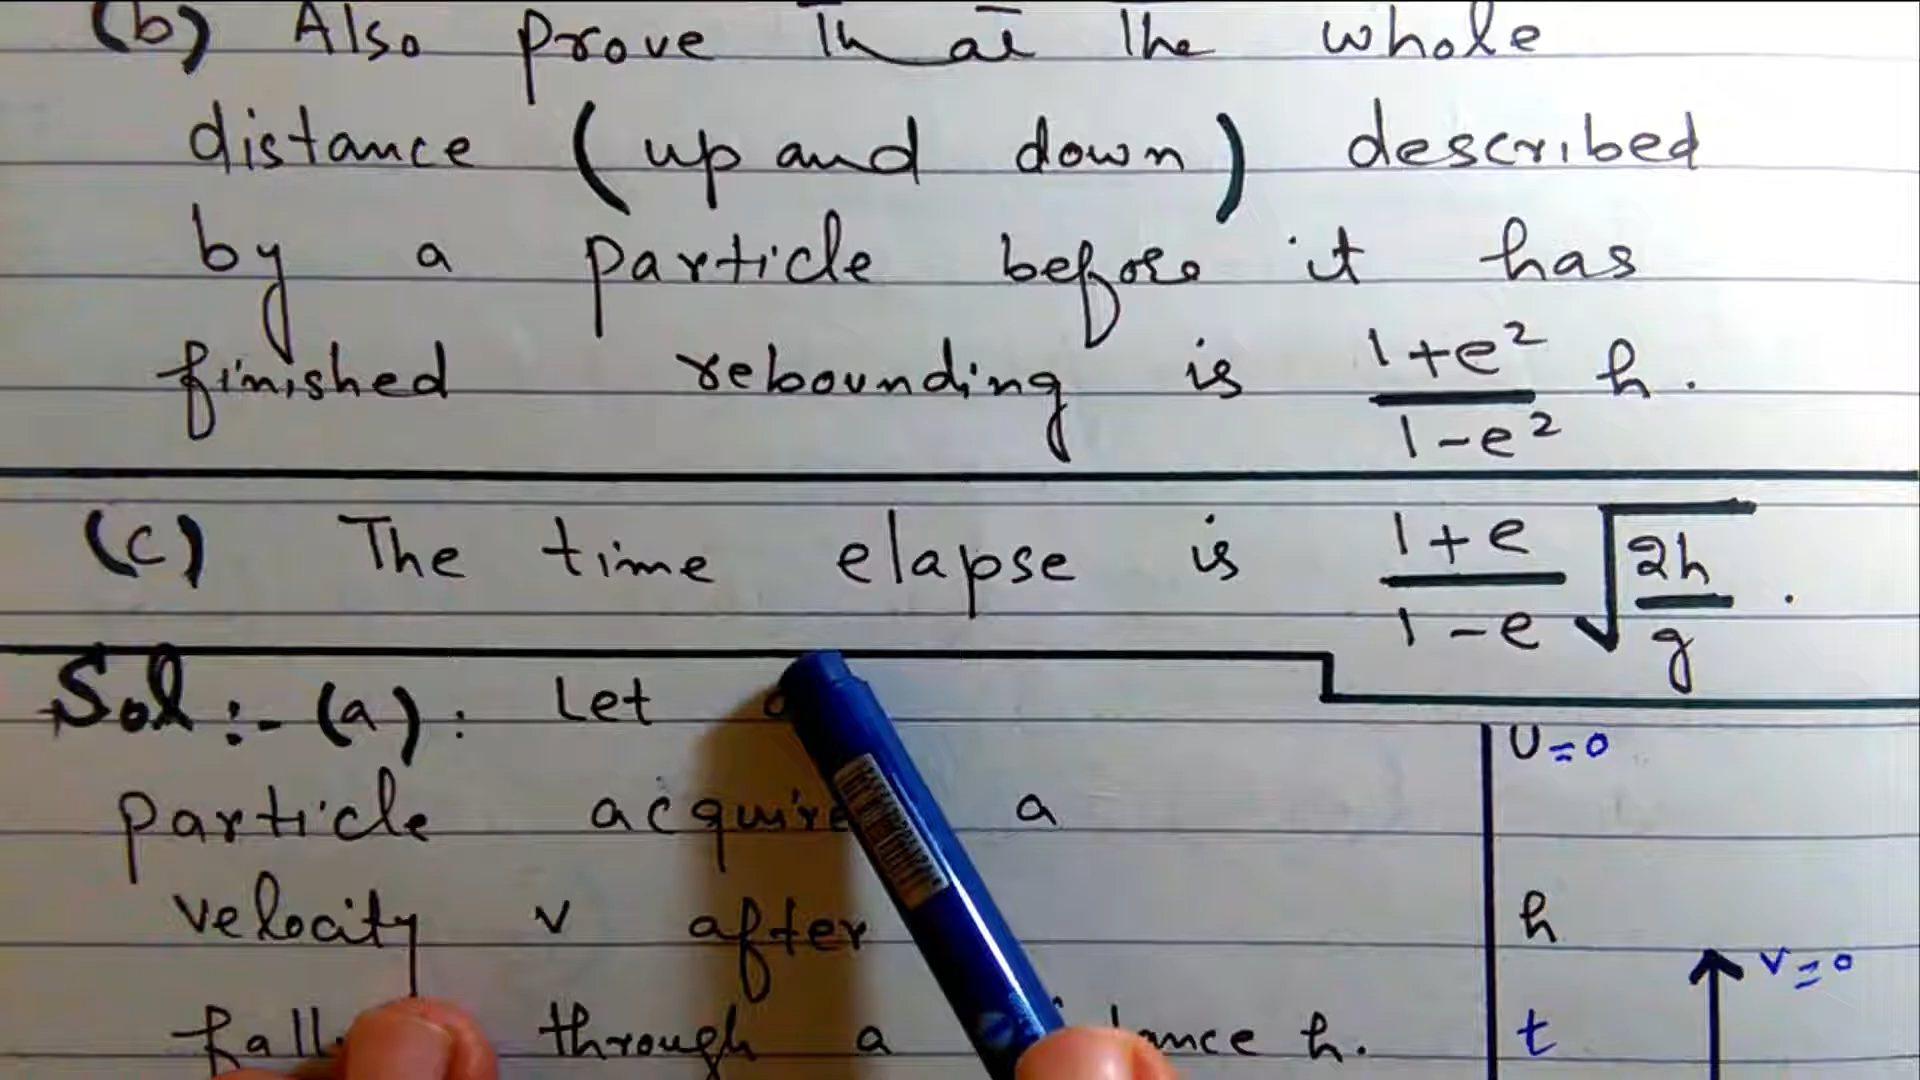 (b) Also prove that the whole
distance (up and down) described
by a particle before it has
finished rebounding is (1+e²)/(1-e²) h.
(c) The time elapse is (1+e)/(1-e) √(2h/g).
Sol:-(a): Let
particle acquire a
velocity v after
through a h.
U=0
h
v=0
t